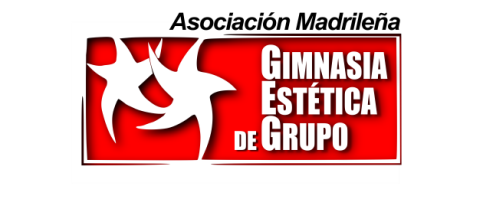 Asociación Madrileña
GIMNASIA
ESTÉTICA
DE GRUPO